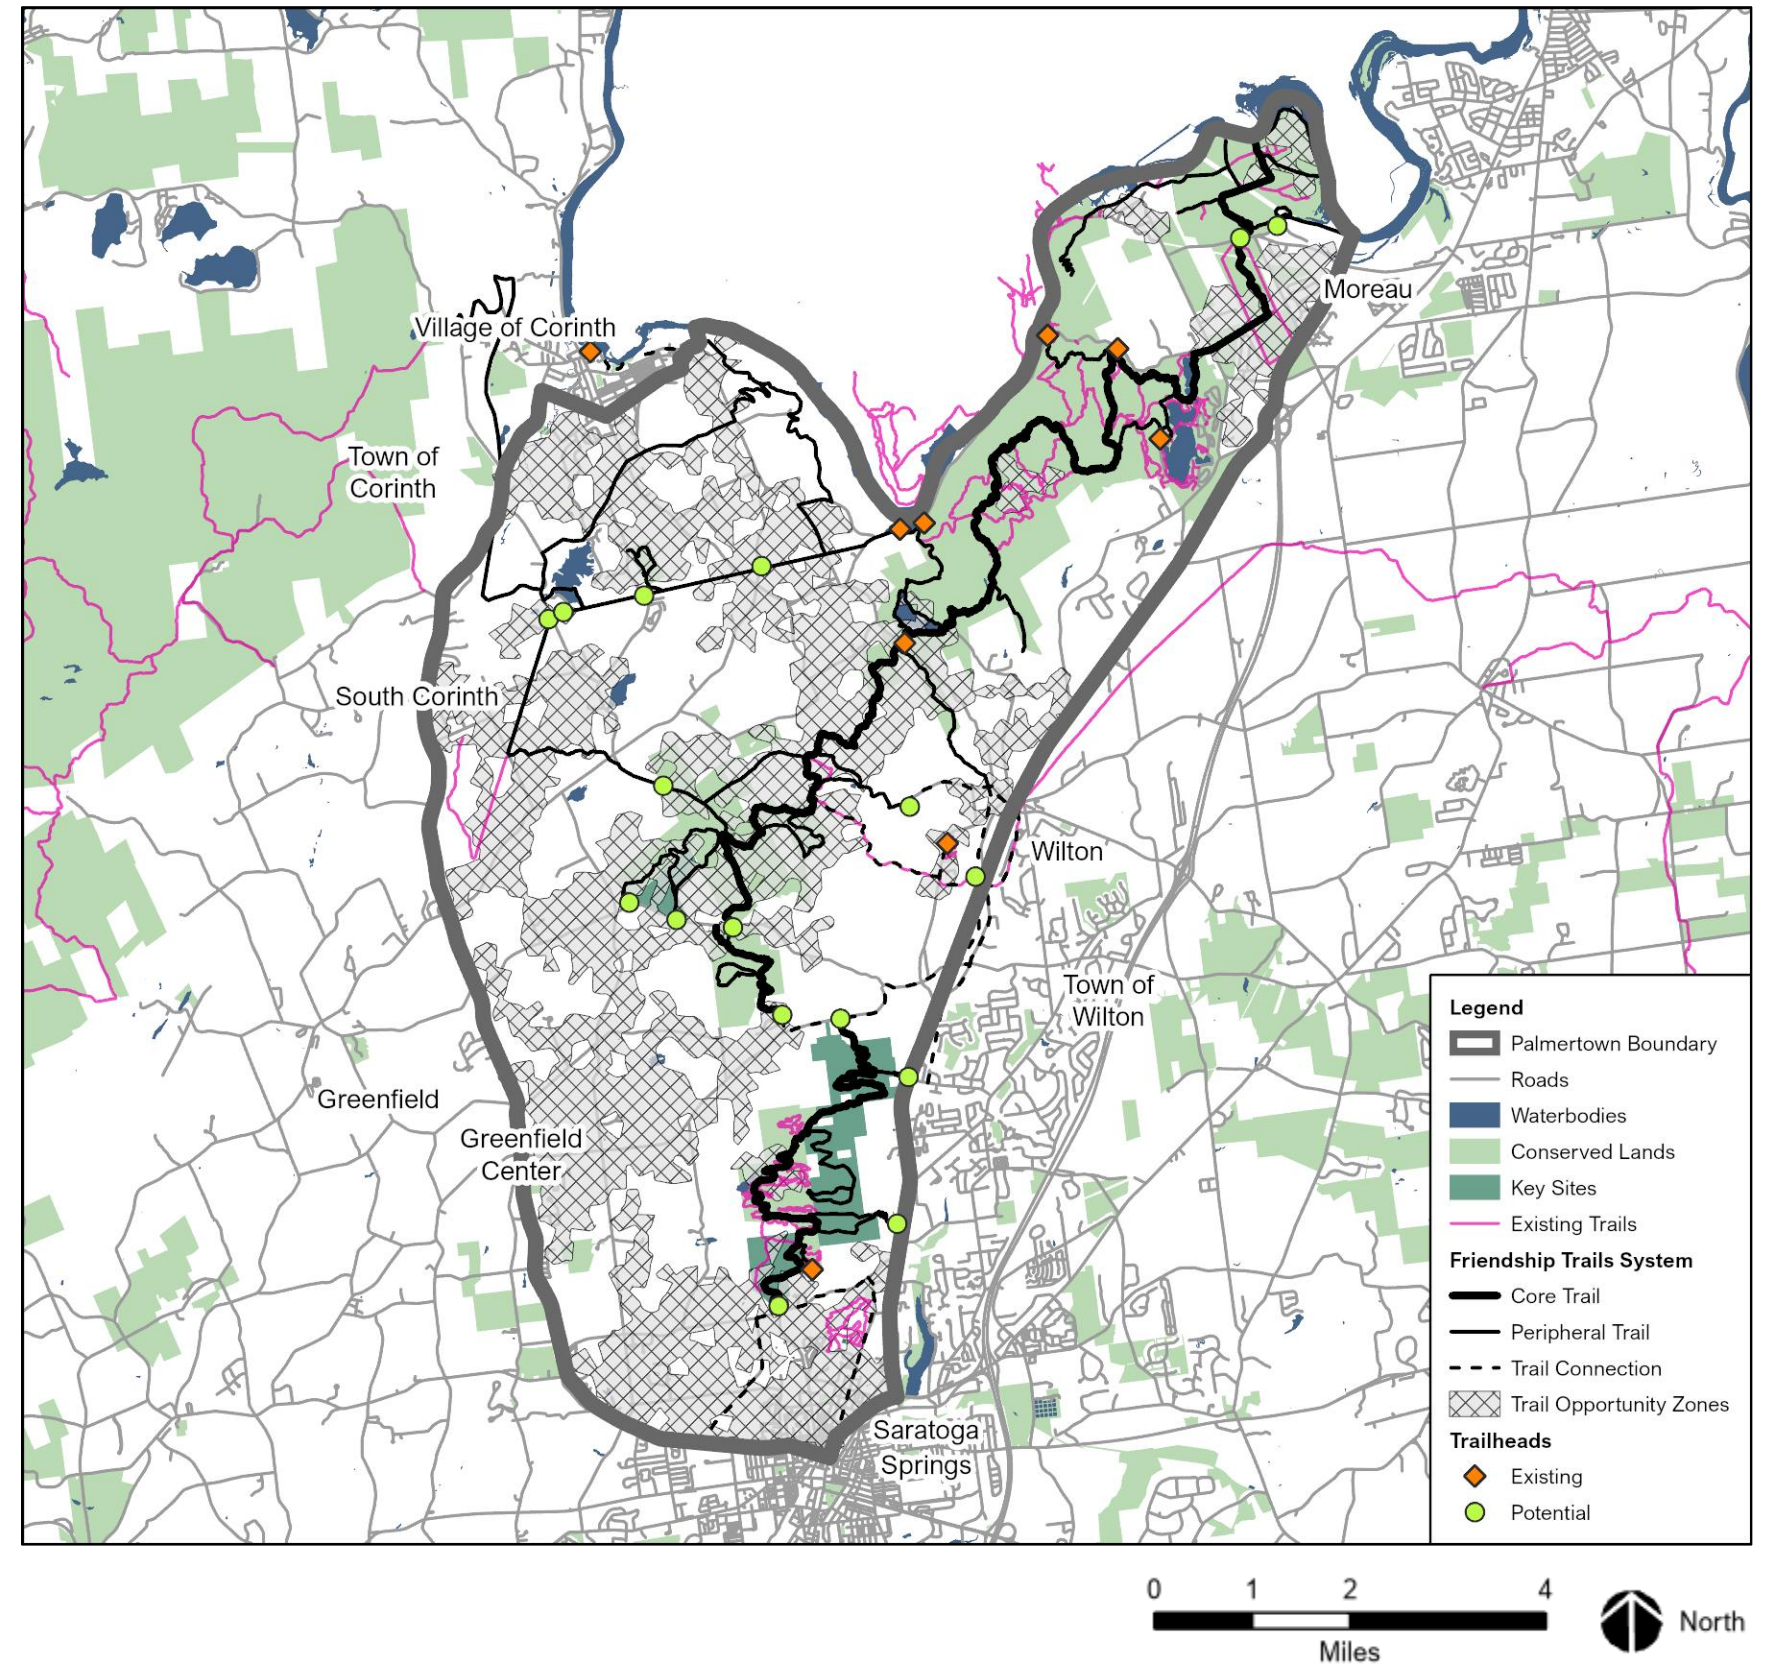 Moreau
Village of Corinth
Town of
Corinth
South Corinth
Wilton
Town of
Wilton
Greenfield
Greenfield
Center
Saratoga
Springs
Legend
Palmertown Boundary
Roads
Waterbodies
Conserved Lands
Key Sites
Existing Trails
Friendship Trails System
Core Trail
Peripheral Trail
Trail Connection
Trail Opportunity Zones
Trailheads
Existing
Potential
0 1 2 4
Miles
North